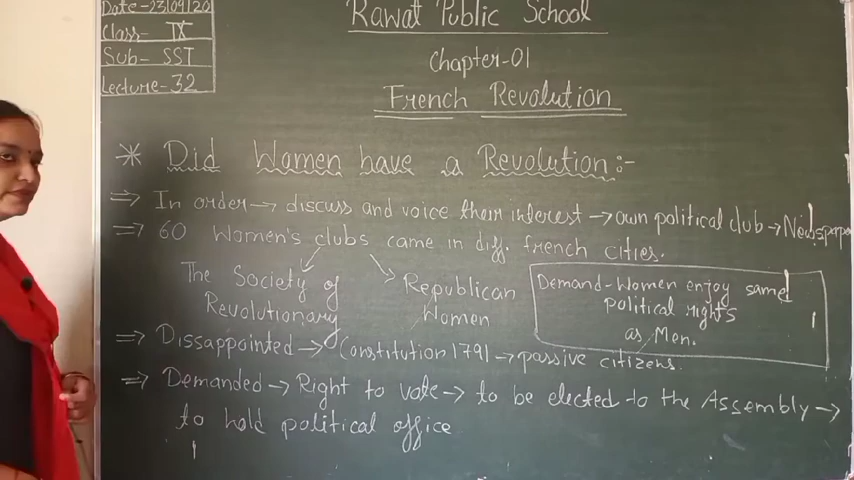 Date-23/09/20
Class- IX
Sub- SST
Lecture-32
Rawat Public School
Chapter-01
French Revolution
* Did Women have a Revolution:-
⇒ In order→ discuss and voice their interest → own political club → Newspaper
⇒ 60 Women's clubs came in diff. french cities.
The Society of Revolutionary
Republican Women
Demand-Women enjoy same
Political rights
as Men.
⇒ Dissappointed → Constitution 1791 → passive citizens.
⇒ Demanded → Right to vote → to be elected to the Assembly →
to hold political office